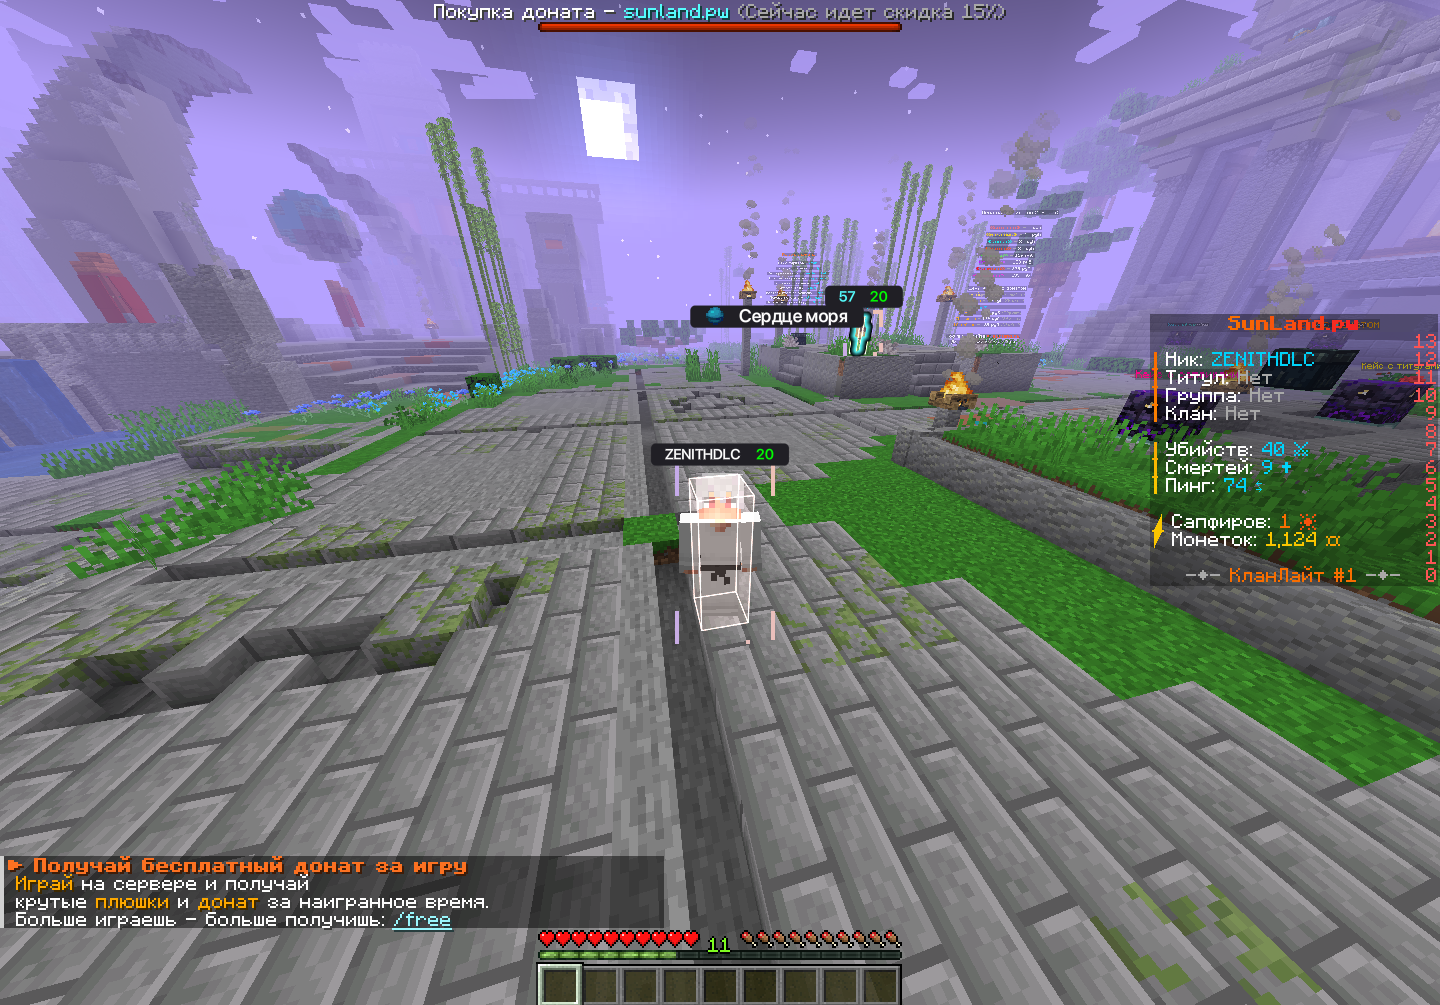 Покупка доната - sunland.pw (Сейчас идет скидка 15%)
57 20
Сердце моря
SunLand.pw
13
Ник: ZENITHDLC 12
Титул: Нет 11
Группа: Нет 10
Клан: Нет 9
8
Убийств: 40 7
Смертей: 9 6
Пинг: 74 5
4
Сапфиров: 1 3
Монеток: 1,124 2
1
КланЛайт #1 0
ZENITHDLC 20
Получай бесплатный донат за игру
Играй на сервере и получай
крутые плюшки и донат за наигранное время.
Больше играешь - больше получишь: /free
11